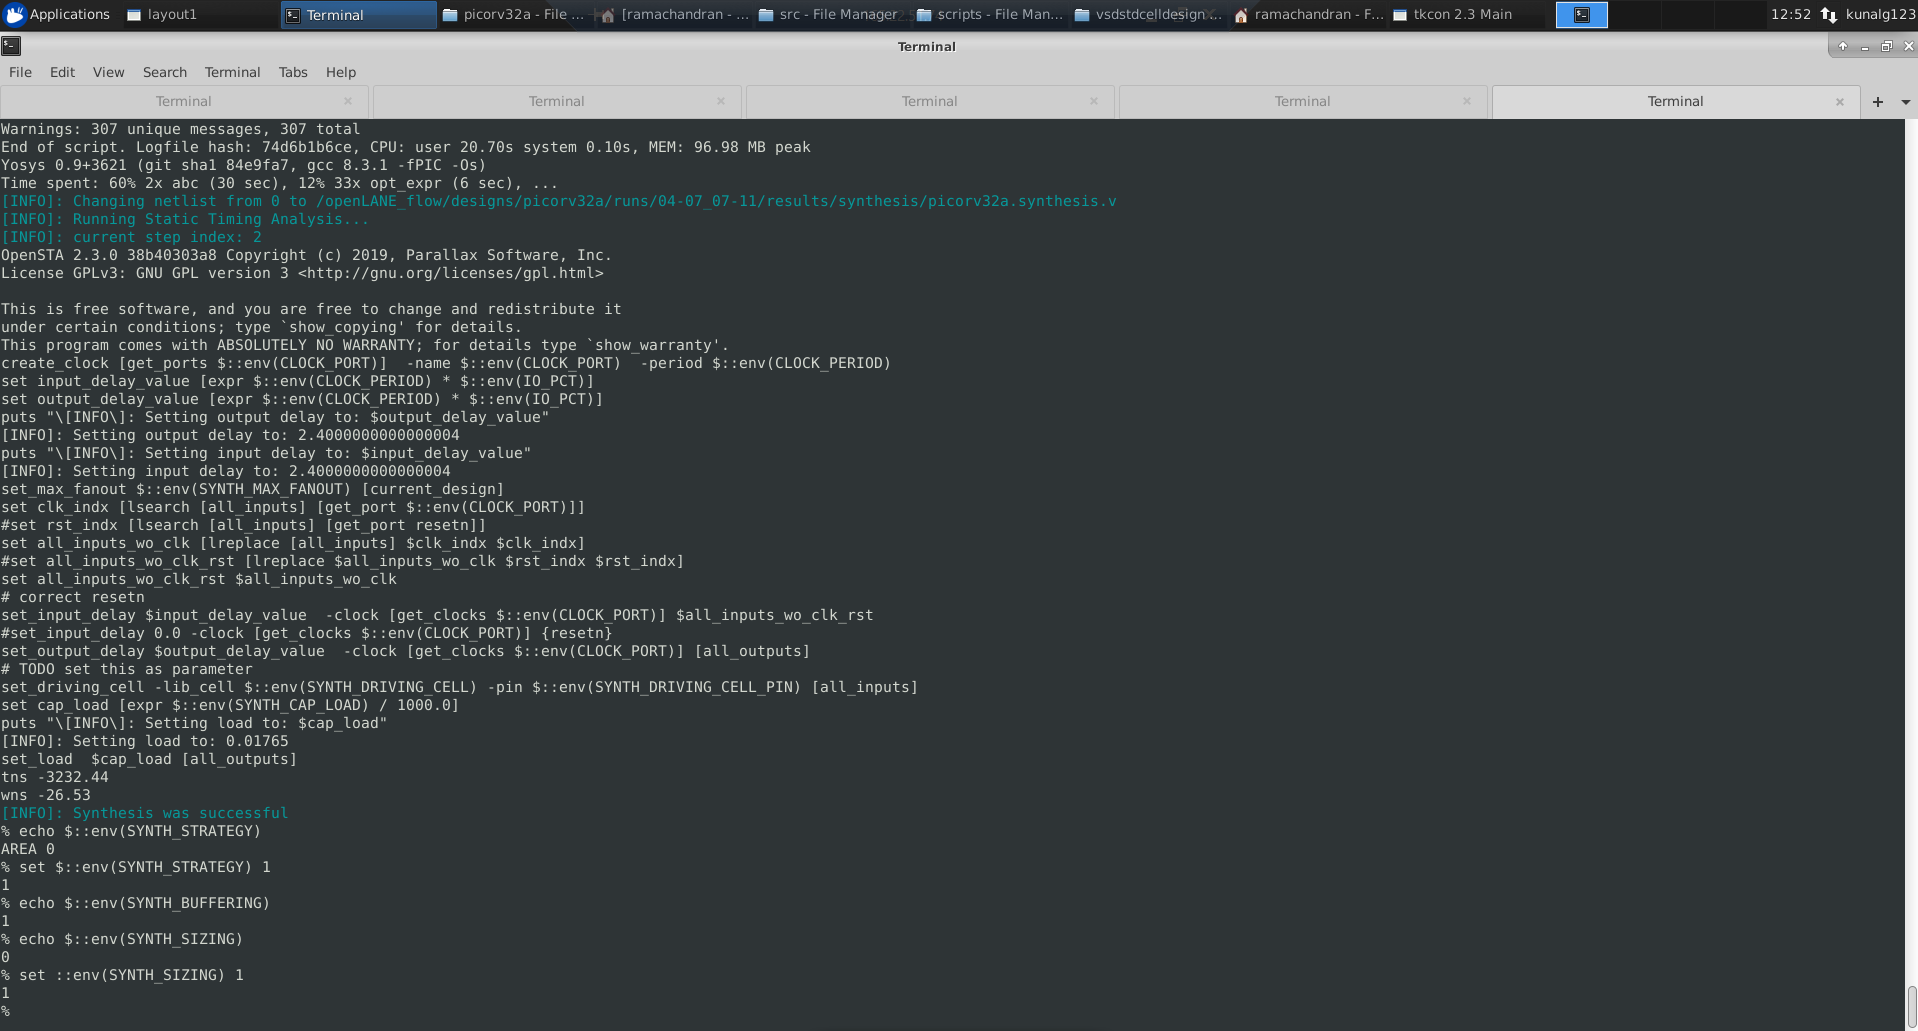 Applications layout1 Terminal picorv32a - File ... [ramachandran - ... src - File Manager scripts - File Man... vsdstdcelldesign... ramachandran - F... tkcon 2.3 Main 12:52 kunalg123
Terminal
File Edit View Search Terminal Tabs Help
Terminal Terminal Terminal Terminal Terminal
Warnings: 307 unique messages, 307 total
End of script. Logfile hash: 74d6b1b6ce, CPU: user 20.70s system 0.10s, MEM: 96.98 MB peak
Yosys 0.9+3621 (git sha1 84e9fa7, gcc 8.3.1 -fPIC -Os)
Time spent: 60% 2x abc (30 sec), 12% 33x opt_expr (6 sec), ...
[INFO]: Changing netlist from 0 to /openLANE_flow/designs/picorv32a/runs/04-07_07-11/results/synthesis/picorv32a.synthesis.v
[INFO]: Running Static Timing Analysis...
[INFO]: current step index: 2
OpenSTA 2.3.0 38b40303a8 Copyright (c) 2019, Parallax Software, Inc.
License GPLv3: GNU GPL version 3 <http://gnu.org/licenses/gpl.html>
This is free software, and you are free to change and redistribute it
under certain conditions; type `show_copying' for details.
This program comes with ABSOLUTELY NO WARRANTY; for details type `show_warranty'.
create_clock [get_ports $::env(CLOCK_PORT)]  -name $::env(CLOCK_PORT)  -period $::env(CLOCK_PERIOD)
set input_delay_value [expr $::env(CLOCK_PERIOD) * $::env(IO_PCT)]
set output_delay_value [expr $::env(CLOCK_PERIOD) * $::env(IO_PCT)]
puts "\[INFO\]: Setting output delay to: $output_delay_value"
[INFO]: Setting output delay to: 2.4000000000000004
puts "\[INFO\]: Setting input delay to: $input_delay_value"
[INFO]: Setting input delay to: 2.4000000000000004
set_max_fanout $::env(SYNTH_MAX_FANOUT) [current_design]
set clk_indx [lsearch [all_inputs] [get_port $::env(CLOCK_PORT)]]
#set rst_indx [lsearch [all_inputs] [get_port resetn]]
set all_inputs_wo_clk [lreplace [all_inputs] $clk_indx $clk_indx]
#set all_inputs_wo_clk_rst [lreplace $all_inputs_wo_clk $rst_indx $rst_indx]
set all_inputs_wo_clk_rst $all_inputs_wo_clk
# correct resetn
set_input_delay $input_delay_value  -clock [get_clocks $::env(CLOCK_PORT)] $all_inputs_wo_clk_rst
#set_input_delay 0.0 -clock [get_clocks $::env(CLOCK_PORT)] {resetn}
set_output_delay $output_delay_value  -clock [get_clocks $::env(CLOCK_PORT)] [all_outputs]
# TODO set this as parameter
set_driving_cell -lib_cell $::env(SYNTH_DRIVING_CELL) -pin $::env(SYNTH_DRIVING_CELL_PIN) [all_inputs]
set cap_load [expr $::env(SYNTH_CAP_LOAD) / 1000.0]
puts "\[INFO\]: Setting load to: $cap_load"
[INFO]: Setting load to: 0.01765
set_load  $cap_load [all_outputs]
tns -3232.44
wns -26.53
[INFO]: Synthesis was successful
% echo $::env(SYNTH_STRATEGY)
AREA 0
% set $::env(SYNTH_STRATEGY) 1
1
% echo $::env(SYNTH_BUFFERING)
1
% echo $::env(SYNTH_SIZING)
0
% set ::env(SYNTH_SIZING) 1
1
%